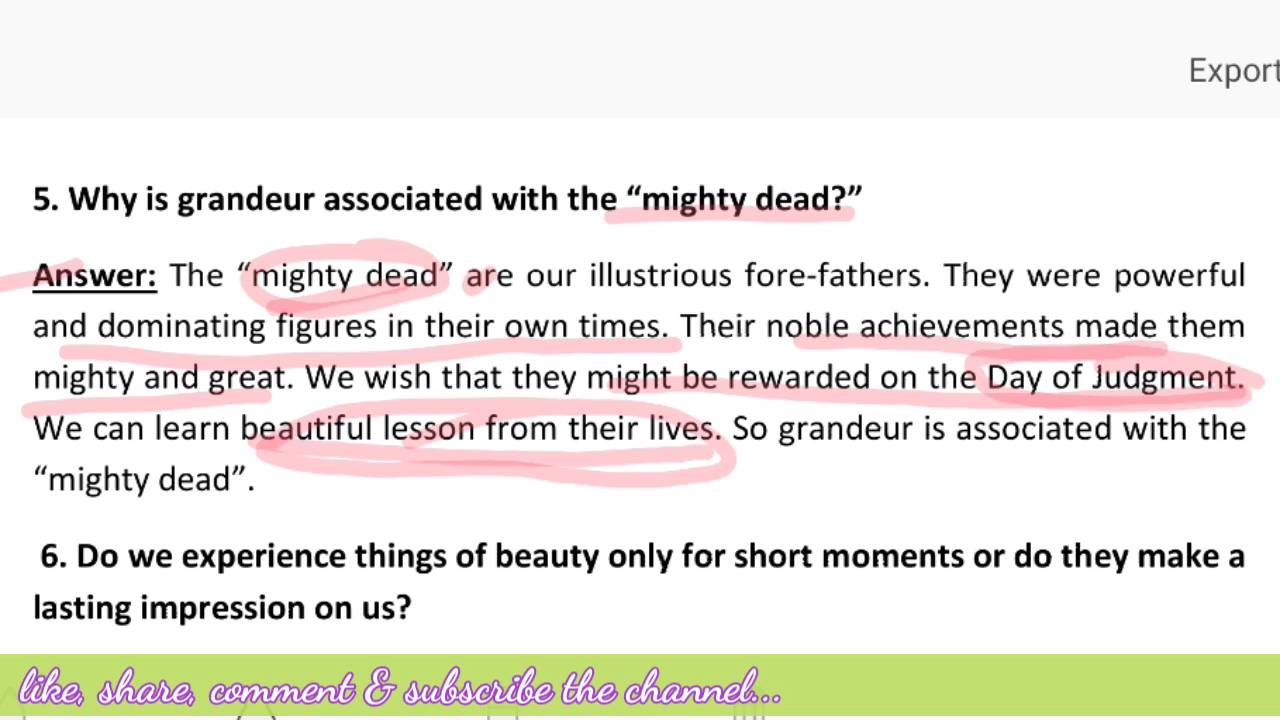 Export
5. Why is grandeur associated with the “mighty dead?”
Answer: The “mighty dead” are our illustrious fore-fathers. They were powerful
and dominating figures in their own times. Their noble achievements made them
mighty and great. We wish that they might be rewarded on the Day of Judgment.
We can learn beautiful lesson from their lives. So grandeur is associated with the
“mighty dead”.
6. Do we experience things of beauty only for short moments or do they make a
lasting impression on us?
like, share, comment & subscribe the channel...